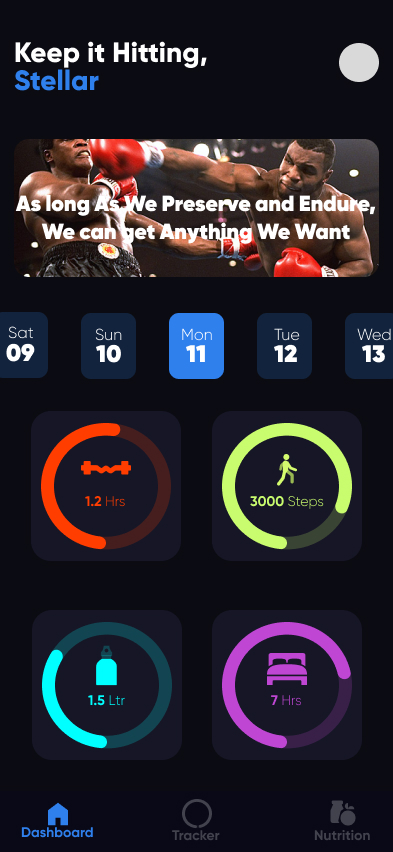 Keep it Hitting,
Stellar
As long As We Preserve and Endure,
We can get Anything We Want
Sat
09
Sun
10
Mon
11
Tue
12
Wed
13
1.2 Hrs
3000 Steps
1.5 Ltr
7 Hrs
Dashboard
Tracker
Nutrition